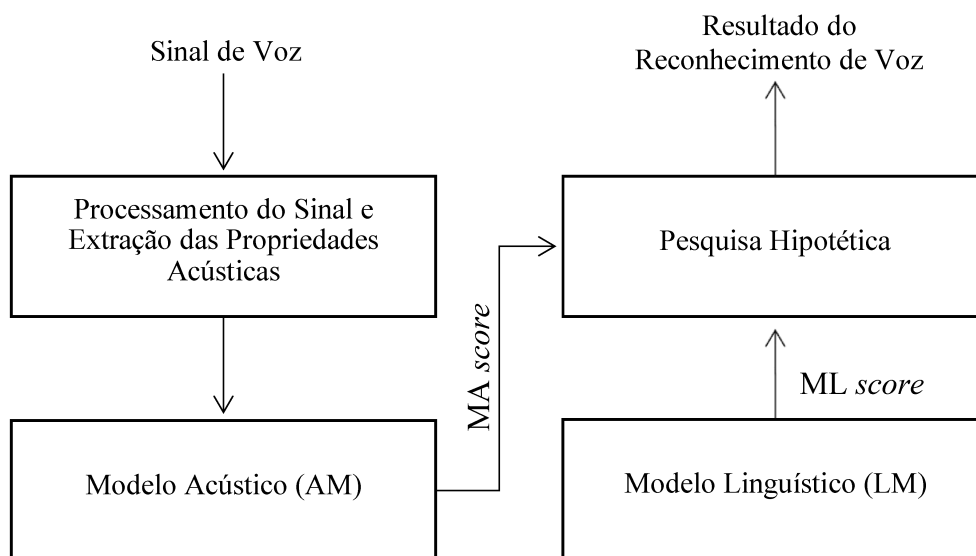 Sinal de Voz
Processamento do Sinal e
Extração das Propriedades
Acústicas
Modelo Acústico (AM)
MA score
Resultado do
Reconhecimento de Voz
Pesquisa Hipotética
ML score
Modelo Linguístico (LM)